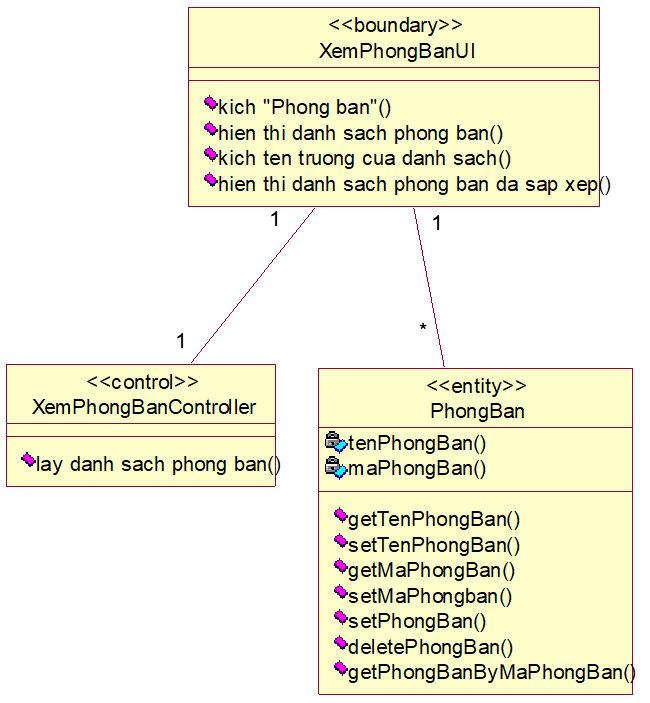 <<boundary>>
XemPhongBanUI
kich "Phong ban"()
hien thi danh sach phong ban()
kich ten truong cua danh sach()
hien thi danh sach phong ban da sap xep()
1
1
1
*
<<control>>
XemPhongBanController
lay danh sach phong ban()
<<entity>>
PhongBan
tenPhongBan()
maPhongBan()
getTenPhongBan()
setTenPhongBan()
getMaPhongBan()
setMaPhongban()
setPhongBan()
deletePhongBan()
getPhongBanByMaPhongBan()